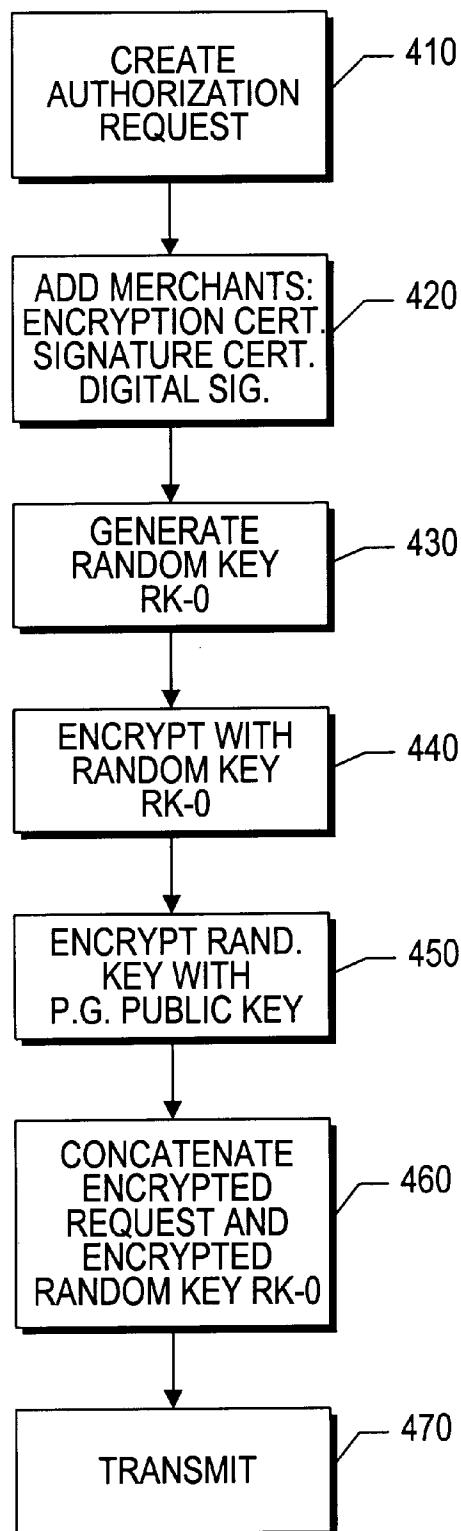 CREATE
AUTHORIZATION
REQUEST
410
ADD MERCHANTS:
ENCRYPTION CERT.
SIGNATURE CERT.
DIGITAL SIG.
420
GENERATE
RANDOM KEY
RK-0
430
ENCRYPT WITH
RANDOM KEY
RK-0
440
ENCRYPT RAND.
KEY WITH
P.G. PUBLIC KEY
450
CONCATENATE
ENCRYPTED
REQUEST AND
ENCRYPTED
RANDOM KEY RK-0
460
TRANSMIT
470